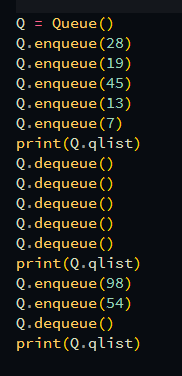 Q = Queue()
Q.enqueue(28)
Q.enqueue(19)
Q.enqueue(45)
Q.enqueue(13)
Q.enqueue(7)
print(Q.qlist)
Q.dequeue()
Q.dequeue()
Q.dequeue()
Q.dequeue()
Q.dequeue()
print(Q.qlist)
Q.enqueue(98)
Q.enqueue(54)
Q.dequeue()
print(Q.qlist)